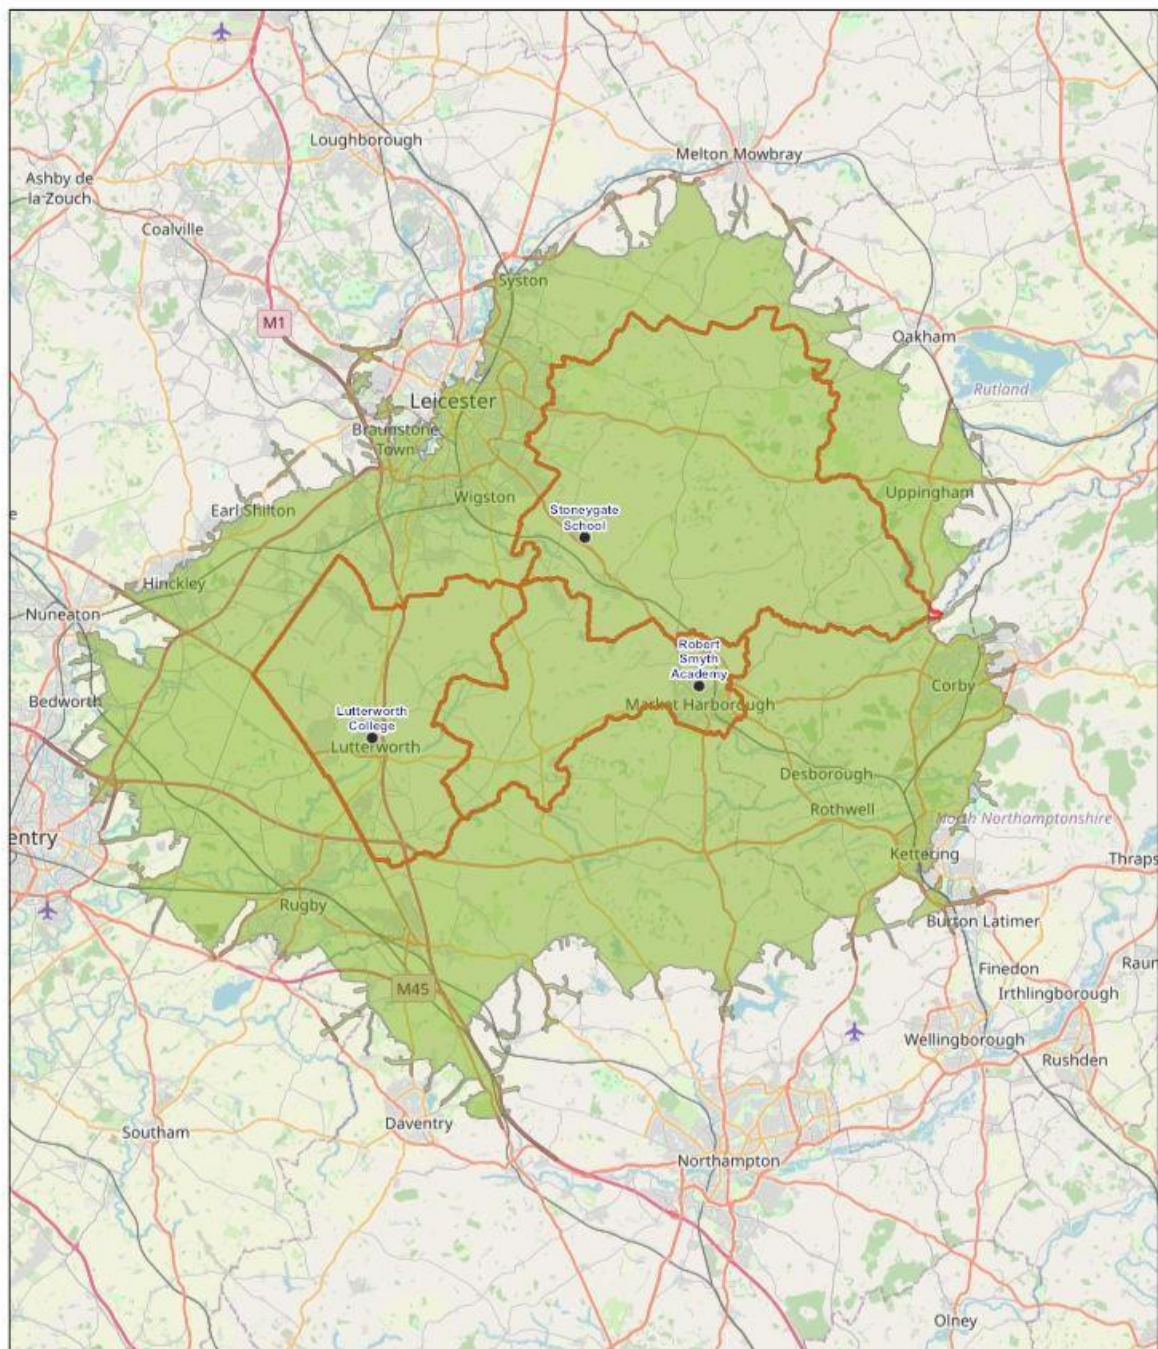 Loughborough
Melton Mowbray
Ashby de
la Zouch
Coalville
Syston
M1
Oakham
Rutland
Leicester
Braunstone
Town
Wigston
Uppingham
Earl Shilton
Stoneygate
School
Hinckley
Nuneaton
Robert
Smyth
Academy
Bedworth
Corby
Market Harborough
Lutterworth
College
Lutterworth
Desborough
Rothwell
North Northamptonshire
entry
Kettering
Thraps
Rugby
Burton Latimer
Finedon
Raun
M45
Irthlingborough
Wellingborough
Rushden
Daventry
Southam
Northampton
Olney
e